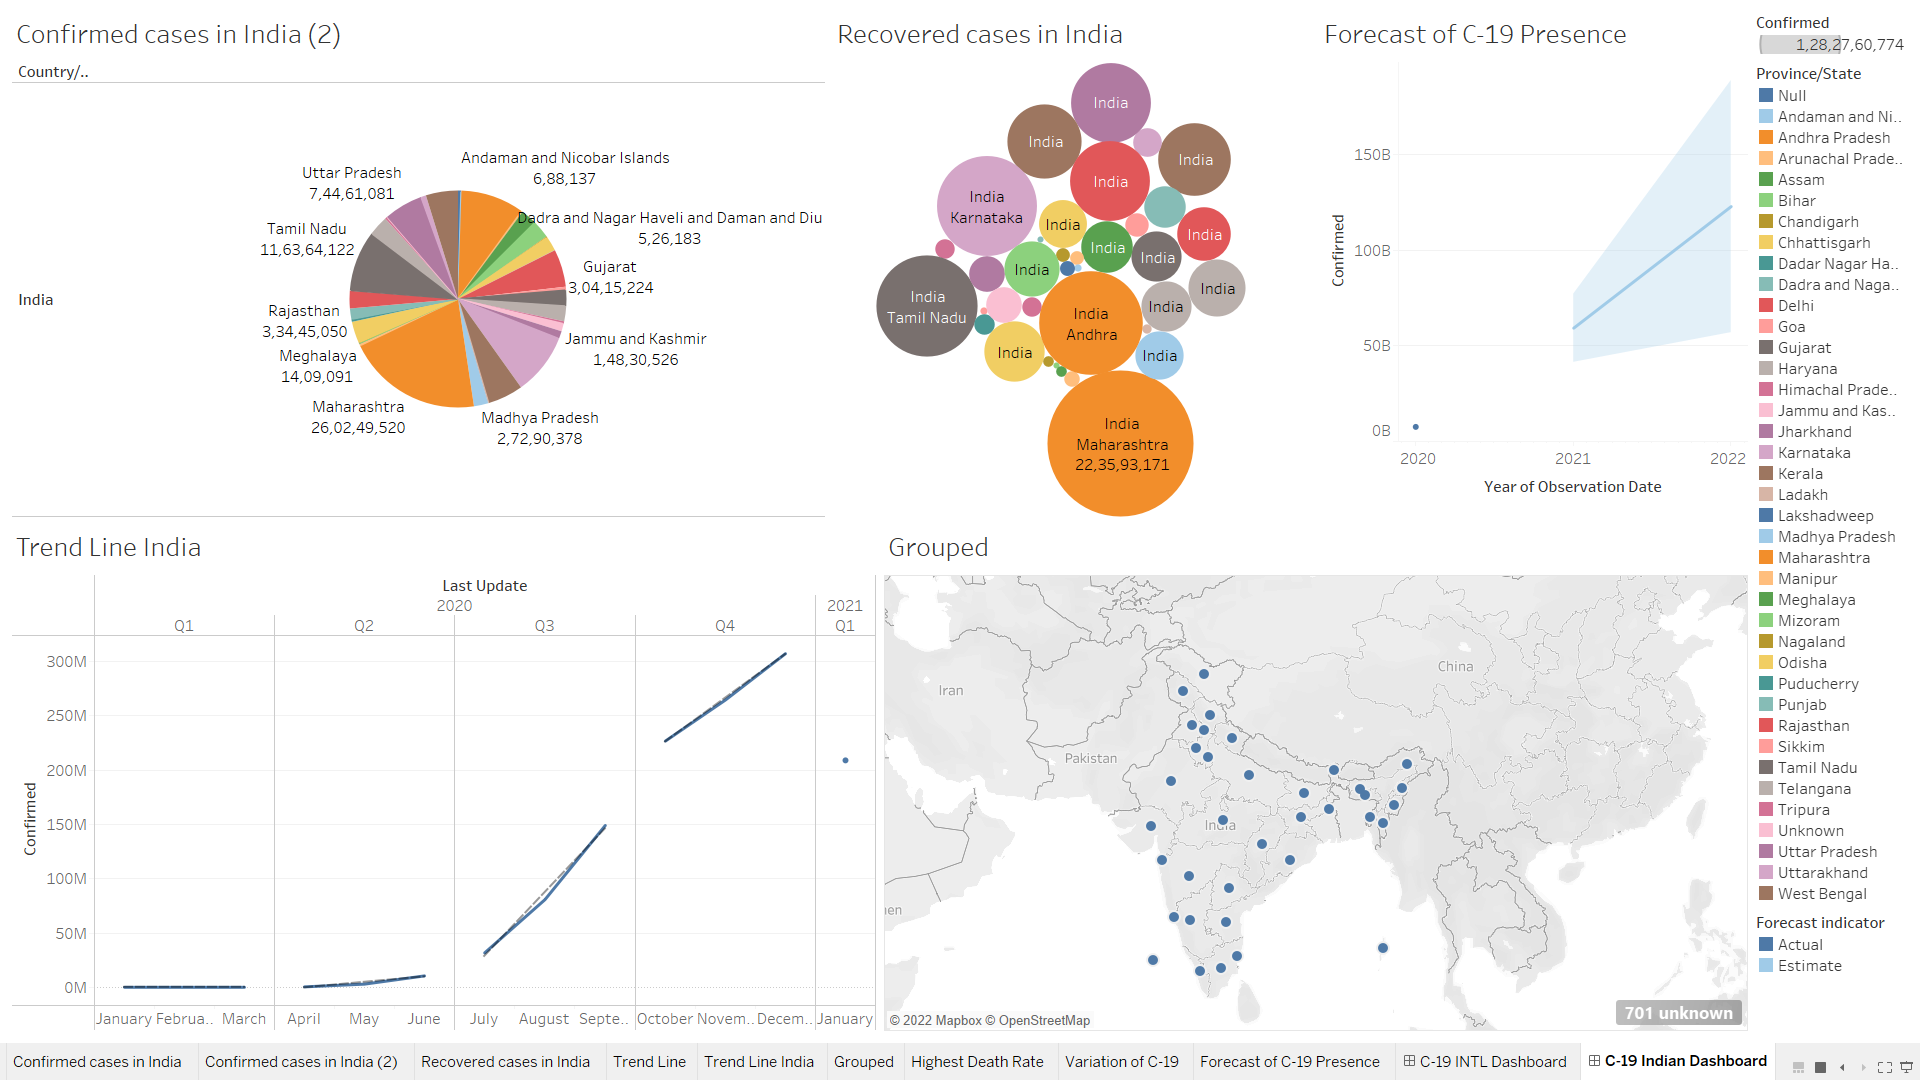 Confirmed cases in India (2)
Country/..
India
Andaman and Nicobar Islands
6,88,137
Uttar Pradesh
7,44,61,081
Dadra and Nagar Haveli and Daman and Diu
5,26,183
Tamil Nadu
11,63,64,122
Gujarat
3,04,15,224
Rajasthan
3,34,45,050
Jammu and Kashmir
1,48,30,526
Meghalaya
14,09,091
Maharashtra
26,02,49,520
Madhya Pradesh
2,72,90,378
Recovered cases in India
India
India
India
India
India
Karnataka
India
India
India
India
India
India
India
Tamil Nadu
India
India
Andhra
India
India
India
Maharashtra
22,35,93,171
Forecast of C-19 Presence
Confirmed
150B
100B
50B
0B
2020
2021
2022
Year of Observation Date
Confirmed
1,28,27,60,774
Province/State
Null
Andaman and Ni..
Andhra Pradesh
Arunachal Prade..
Assam
Bihar
Chandigarh
Chhattisgarh
Dadar Nagar Ha..
Dadra and Naga..
Delhi
Goa
Gujarat
Haryana
Himachal Prade..
Jammu and Kas..
Jharkhand
Karnataka
Kerala
Ladakh
Lakshadweep
Madhya Pradesh
Maharashtra
Manipur
Meghalaya
Mizoram
Nagaland
Odisha
Puducherry
Punjab
Rajasthan
Sikkim
Tamil Nadu
Telangana
Tripura
Unknown
Uttar Pradesh
Uttarakhand
West Bengal
Forecast indicator
Actual
Estimate
Trend Line India
Last Update
2020
2021
Q1
Q2
Q3
Q4
Q1
Confirmed
300M
250M
200M
150M
100M
50M
0M
January
Februa..
March
April
May
June
July
August
Septe..
October
Novem..
Decem..
January
Grouped
China
Iran
Pakistan
India
en
© 2022 Mapbox © OpenStreetMap
701 unknown
Confirmed cases in India
Confirmed cases in India (2)
Recovered cases in India
Trend Line
Trend Line India
Grouped
Highest Death Rate
Variation of C-19
Forecast of C-19 Presence
C-19 INTL Dashboard
C-19 Indian Dashboard